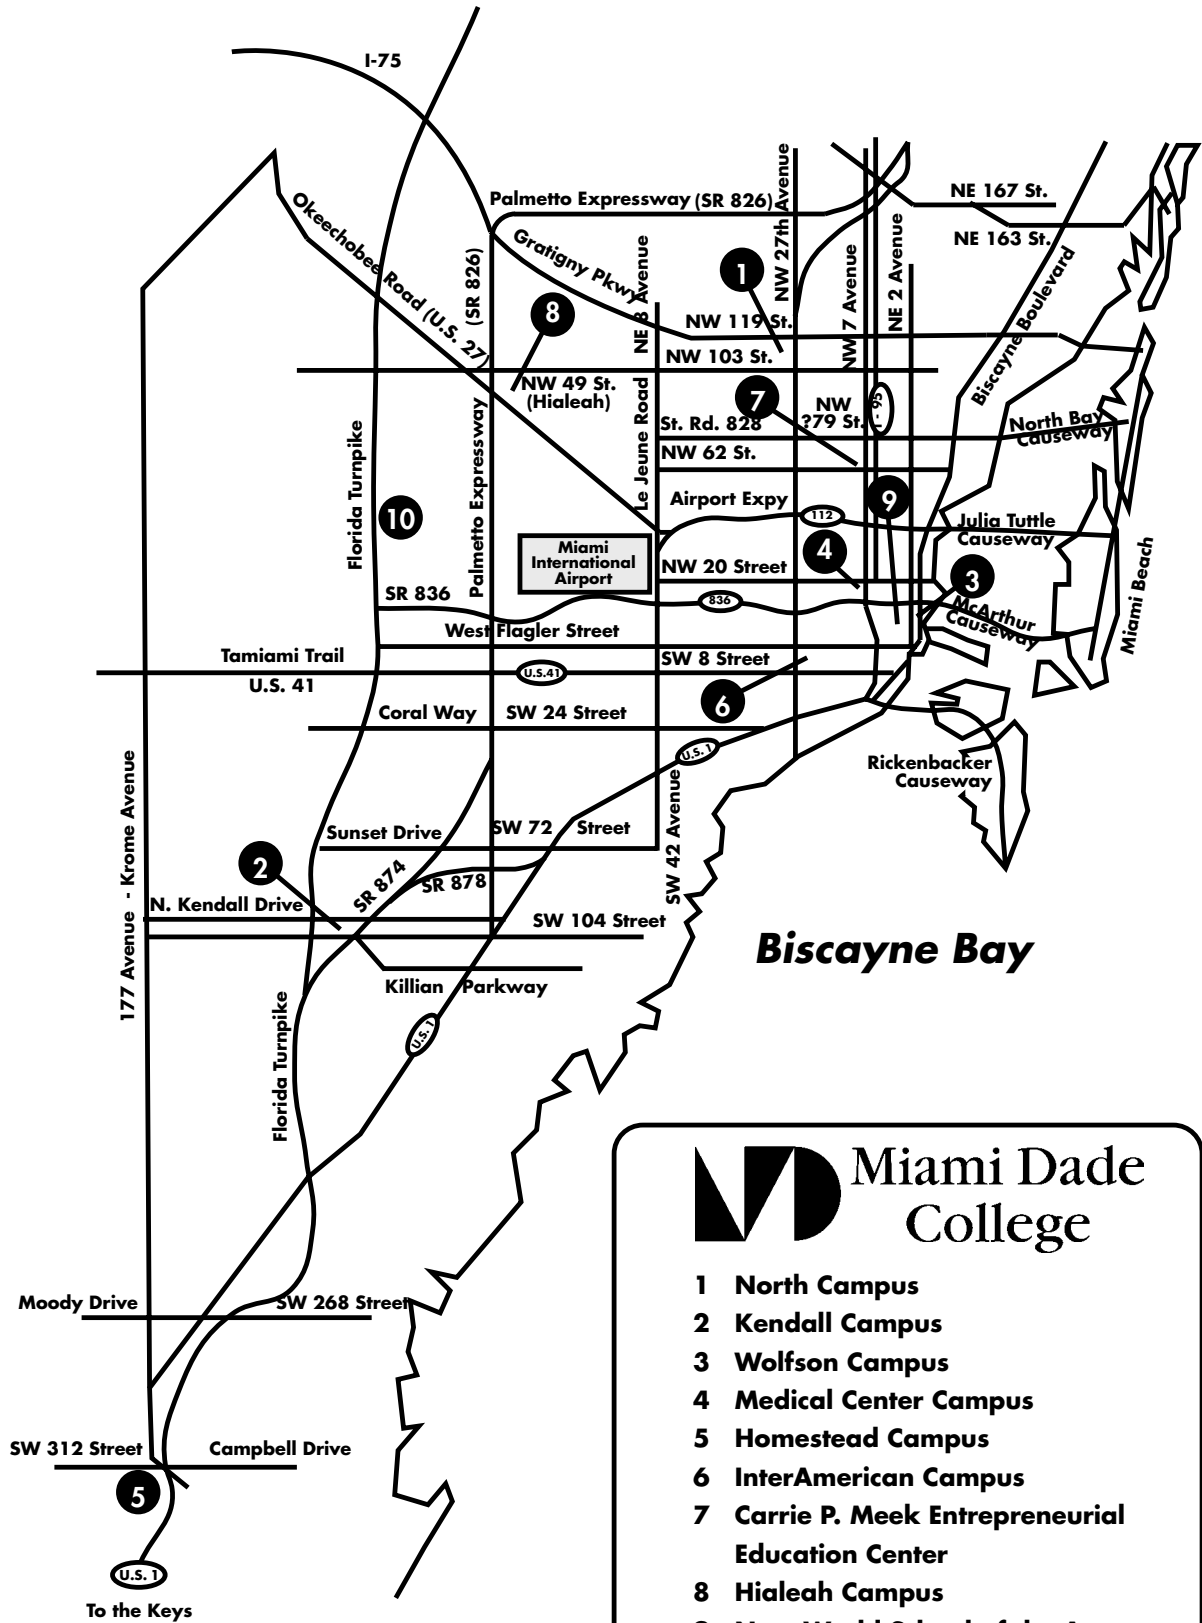 I-75
Okeechobee Road (U.S. 27)
Palmetto Expressway (SR 826)
(SR 826)
Gratigny Pkwy
NE 8 Avenue
NW 27th Avenue
NW 7 Avenue
NE 2 Avenue
NE 167 St.
NE 163 St.
Biscayne Boulevard
1
8
NW 119 St.
NW 103 St.
NW 49 St.
(Hialeah)
7
NW
?79 St.
I - 95
St. Rd. 828
North Bay
Causeway
NW 62 St.
Le Jeune Road
Florida Turnpike
Palmetto Expressway
10
Airport Expy
112
9
Julia Tuttle
Causeway
Miami
International
Airport
4
NW 20 Street
3
Miami Beach
SR 836
836
McArthur
Causeway
West Flagler Street
Tamiami Trail
U.S. 41
U.S.41
SW 8 Street
6
Coral Way
SW 24 Street
U.S. 1
Rickenbacker
Causeway
177 Avenue - Krome Avenue
Sunset Drive
SW 72 Street
SW 42 Avenue
2
SR 874
SR 878
N. Kendall Drive
SW 104 Street
Biscayne Bay
Killian Parkway
Florida Turnpike
U.S. 1
Moody Drive
SW 268 Street
SW 312 Street
Campbell Drive
5
U.S. 1
To the Keys
Miami Dade
College
1 North Campus
2 Kendall Campus
3 Wolfson Campus
4 Medical Center Campus
5 Homestead Campus
6 InterAmerican Campus
7 Carrie P. Meek Entrepreneurial
Education Center
8 Hialeah Campus